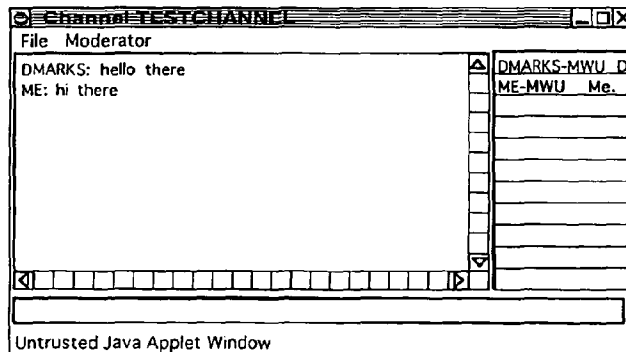 Channel TESTCHANNEL
File Moderator
DMARKS: hello there
ME: hi there
DMARKS-MWU D
ME-MWU Me.
Untrusted Java Applet Window